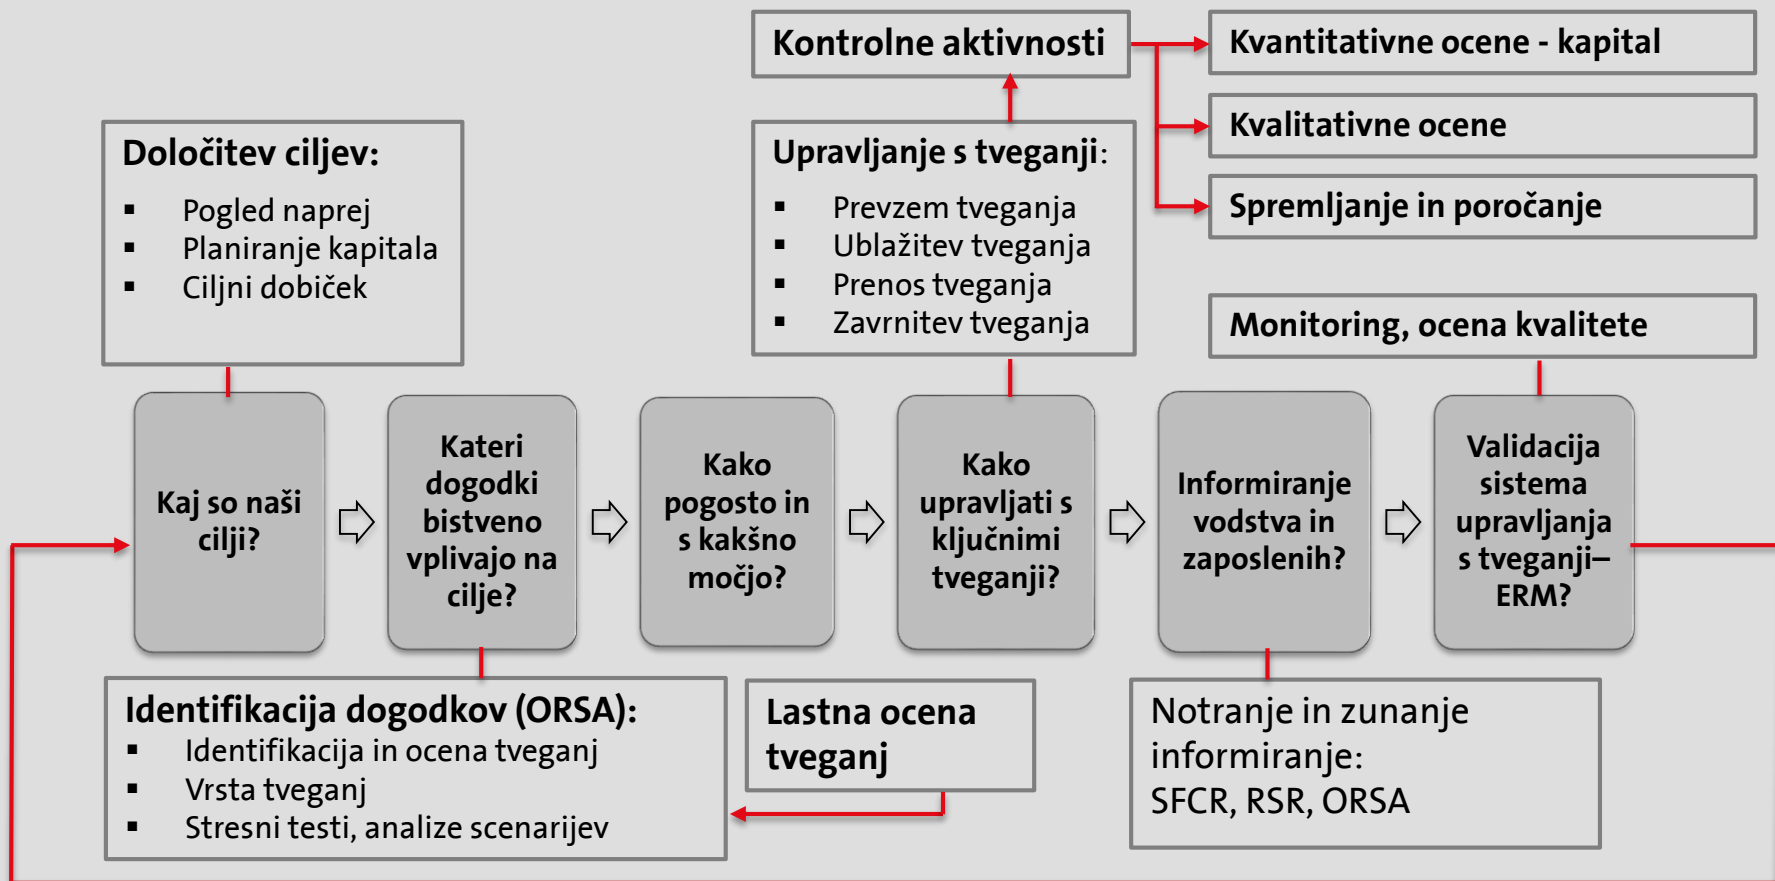 Kontrolne aktivnosti
Kvantitativne ocene - kapital
Kvalitativne ocene
Spremljanje in poročanje
Določitev ciljev:
▪ Pogled naprej
▪ Planiranje kapitala
▪ Ciljni dobiček
Upravljanje s tveganji:
▪ Prevzem tveganja
▪ Ublažitev tveganja
▪ Prenos tveganja
▪ Zavrnitev tveganja
Monitoring, ocena kvalitete
Kaj so naši
cilji?
Kateri
dogodki
bistveno
vplivajo na
cilje?
Kako
pogosto in
s kakšno
močjo?
Kako
upravljati s
ključnimi
tveganji?
Informiranje
vodstva in
zaposlenih?
Validacija
sistema
upravljanja
s tveganji–
ERM?
Identifikacija dogodkov (ORSA):
▪ Identifikacija in ocena tveganj
▪ Vrsta tveganj
▪ Stresni testi, analize scenarijev
Lastna ocena
tveganj
Notranje in zunanje
informiranje:
SFCR, RSR, ORSA